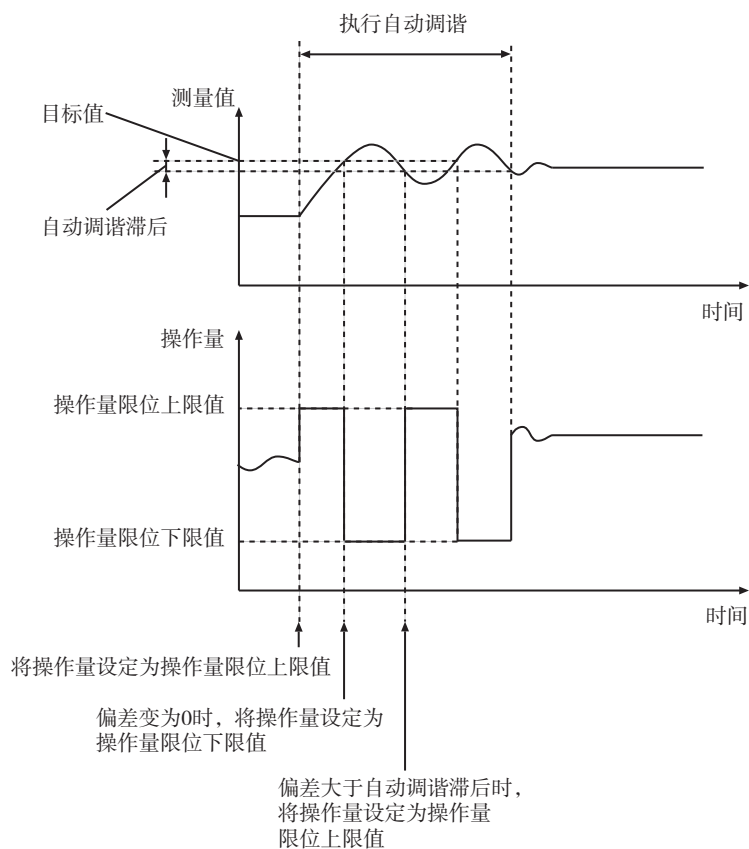 执行自动调谐
测量值
目标值
自动调谐滞后
时间
操作量
操作量限位上限值
操作量限位下限值
时间
将操作量设定为操作量限位上限值
偏差变为0时，将操作量设定为
操作量限位下限值
偏差大于自动调谐滞后时，
将操作量设定为操作量
限位上限值